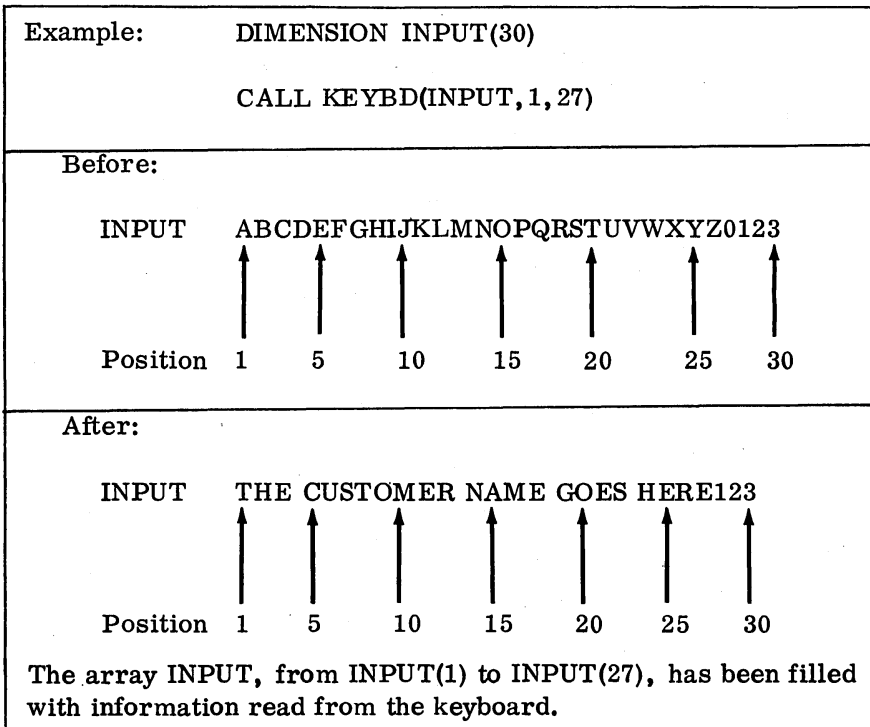 Example: DIMENSION INPUT(30)
CALL KEYBD(INPUT, 1, 27)
Before:
INPUT ABCDEFGHIJKLMNOPQRSTUVWXYZ0123
Position 1 5 10 15 20 25 30
After:
INPUT THE CUSTOMER NAME GOES HERE123
Position 1 5 10 15 20 25 30
The array INPUT, from INPUT(1) to INPUT(27), has been filled
with information read from the keyboard.